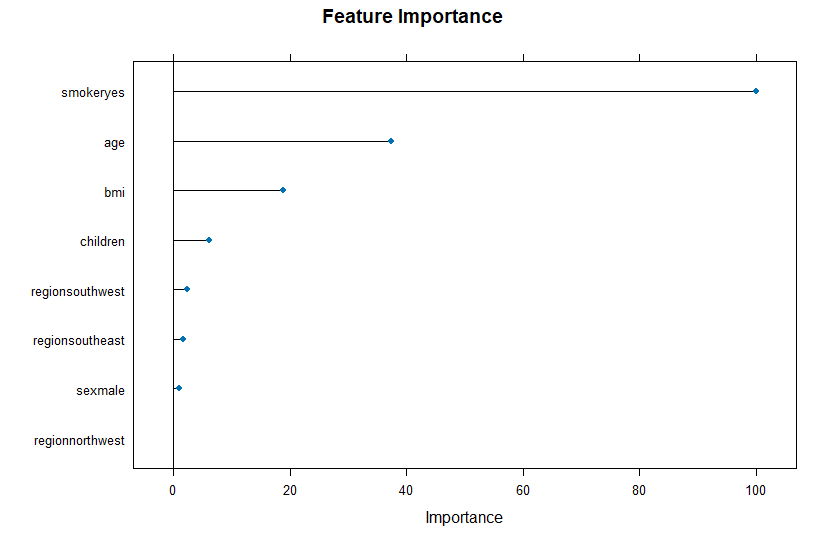 Feature Importance
smokeryes
age
bmi
children
regionsouthwest
regionsoutheast
sexmale
regionnorthwest
0 20 40 60 80 100
Importance